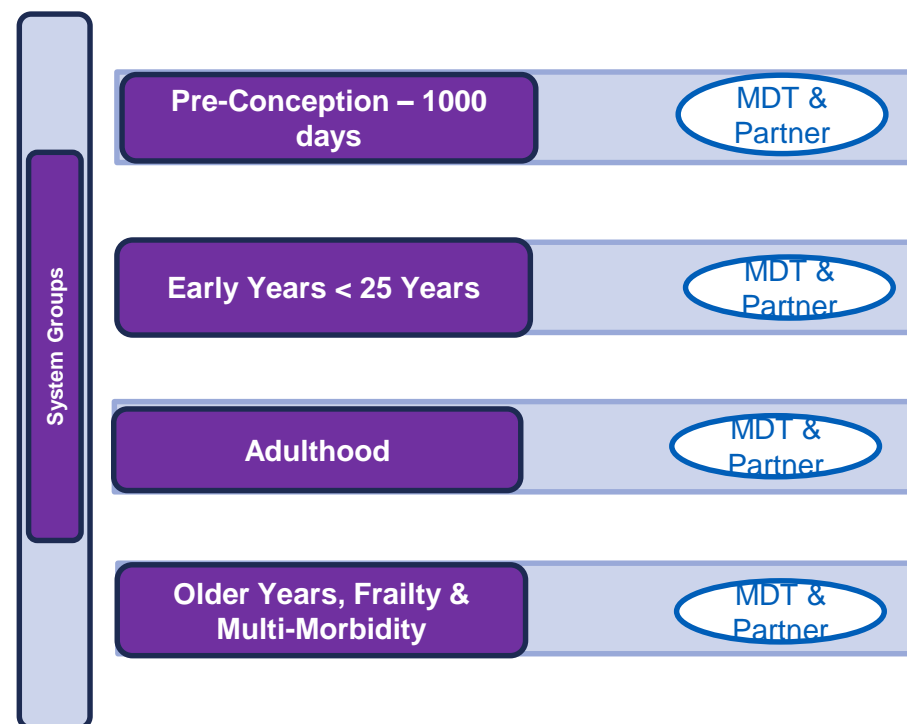 System Groups
Pre-Conception – 1000
days
MDT &
Partner
Early Years < 25 Years
MDT &
Partner
Adulthood
MDT &
Partner
Older Years, Frailty &
Multi-Morbidity
MDT &
Partner